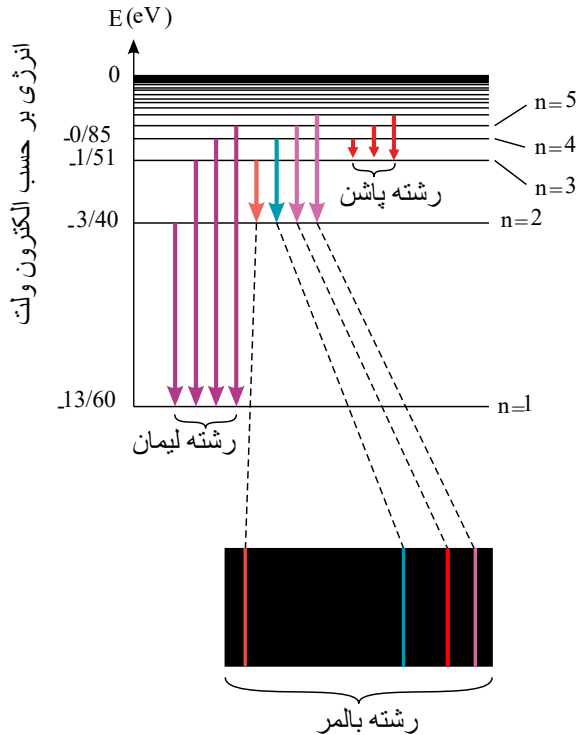 E (eV)
انرژی بر حسب الکترون ولت
0
n=5
-0/85
n=4
-1/51
n=3
رشته پاشن
-3/40
n=2
-13/60
n=1
رشته لیمان
رشته بالمر